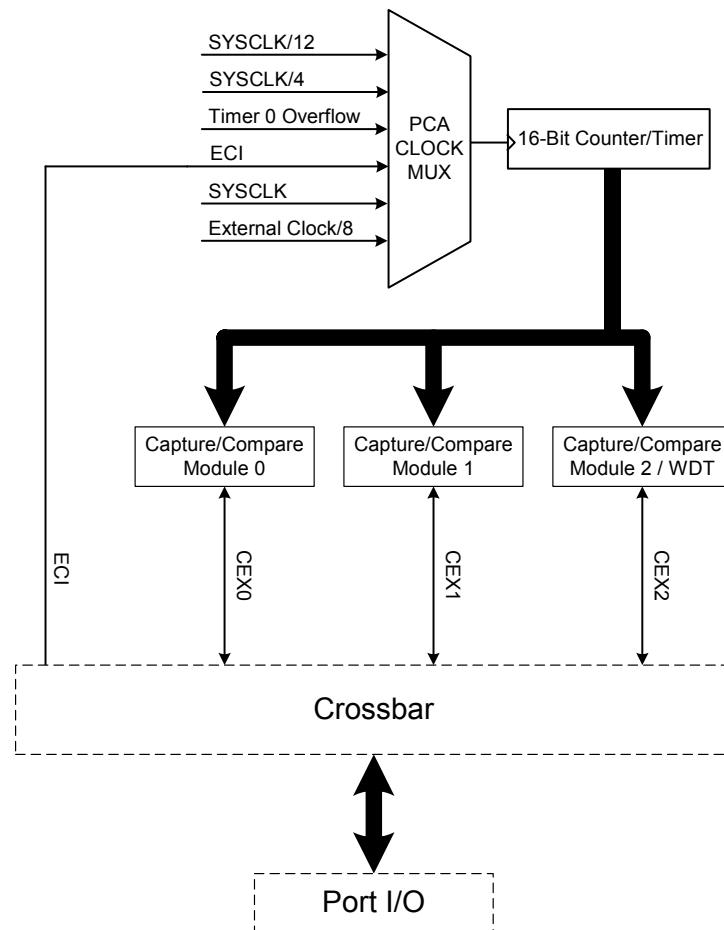 SYSCLK/12
SYSCLK/4
Timer 0 Overflow
ECI
SYSCLK
External Clock/8
PCA
CLOCK
MUX
16-Bit Counter/Timer
Capture/Compare
Module 0
Capture/Compare
Module 1
Capture/Compare
Module 2 / WDT
ECI
CEX0
CEX1
CEX2
Crossbar
Port I/O